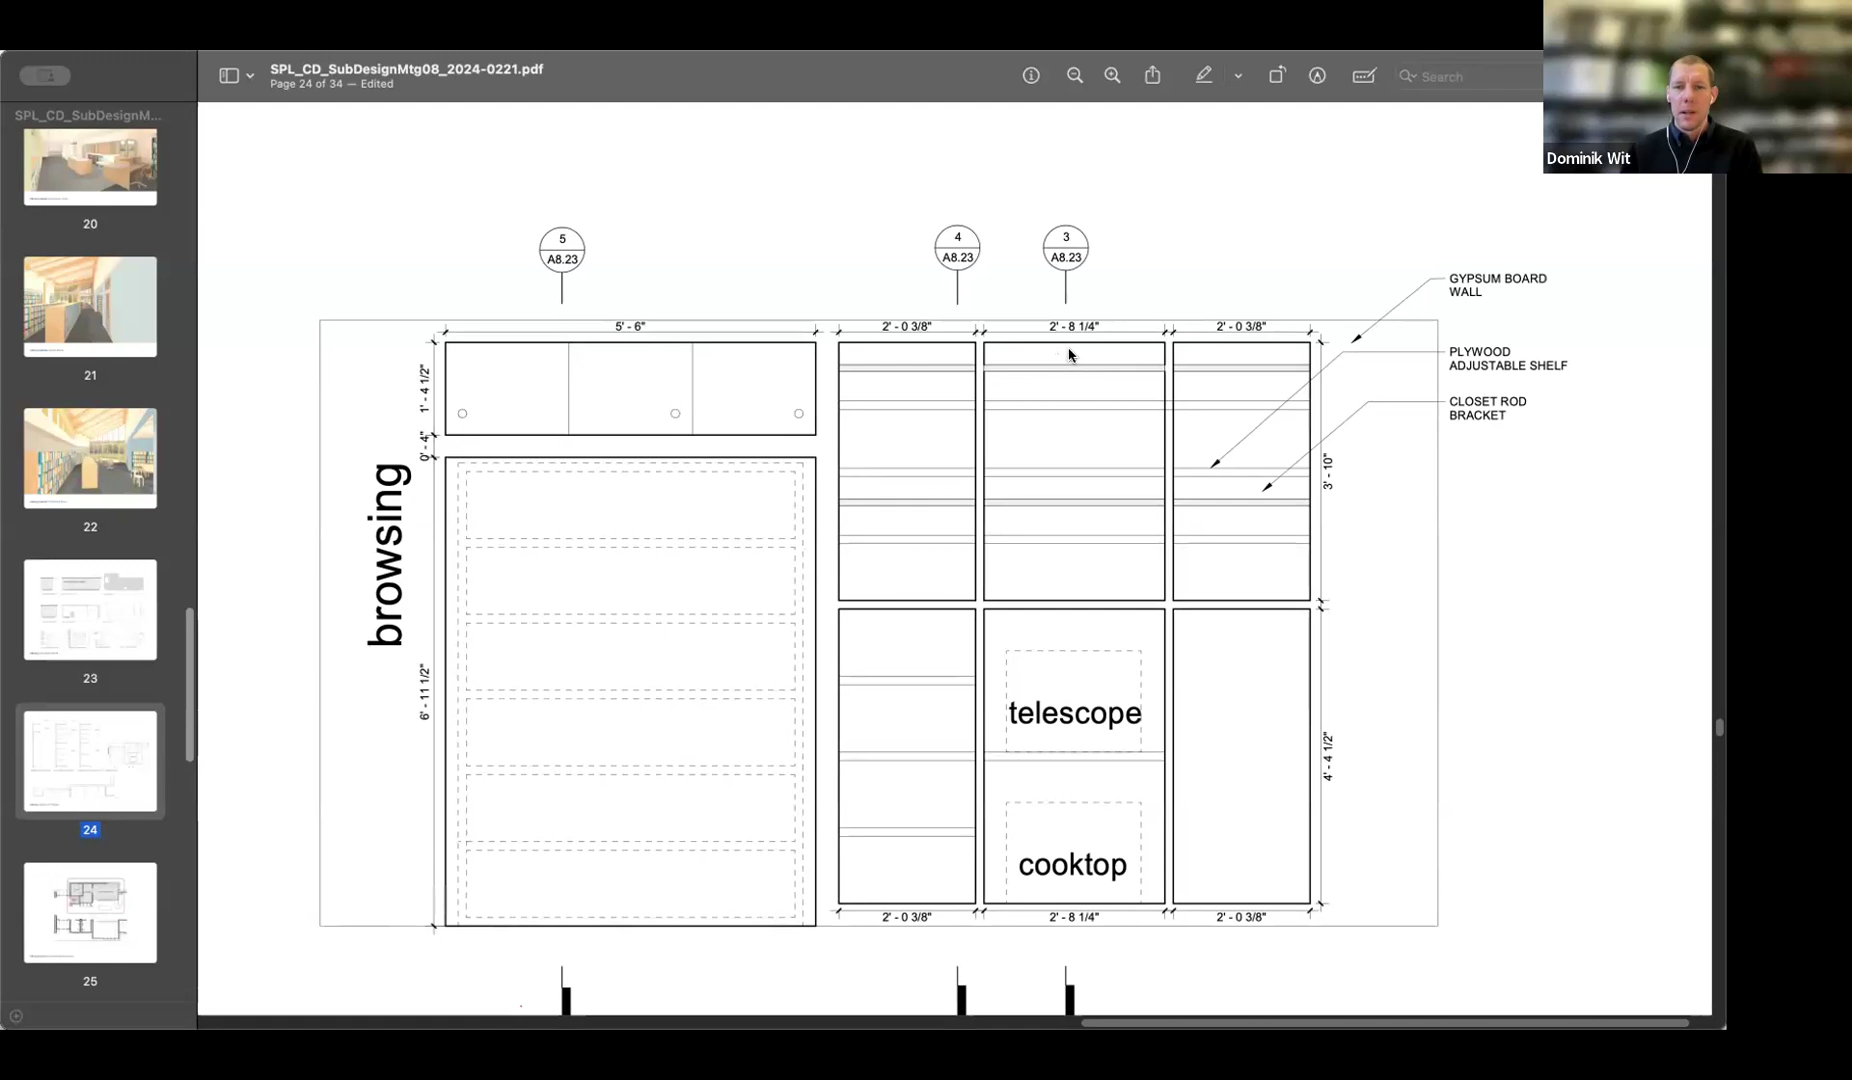 SPL_CD_SubDesignMtg08_2024-0221.pdf
Page 24 of 34 — Edited
Search
Dominik Wit
SPL_CD_SubDesignM...
20
21
22
23
24
25
5
A8.23
4
A8.23
3
A8.23
GYPSUM BOARD
WALL
PLYWOOD
ADJUSTABLE SHELF
CLOSET ROD
BRACKET
5' - 6"
2' - 0 3/8"
2' - 8 1/4"
2' - 0 3/8"
1' - 4 1/2"
0' - 4"
6' - 11 1/2"
browsing
3' - 10"
4' - 4 1/2"
telescope
cooktop
2' - 0 3/8"
2' - 8 1/4"
2' - 0 3/8"